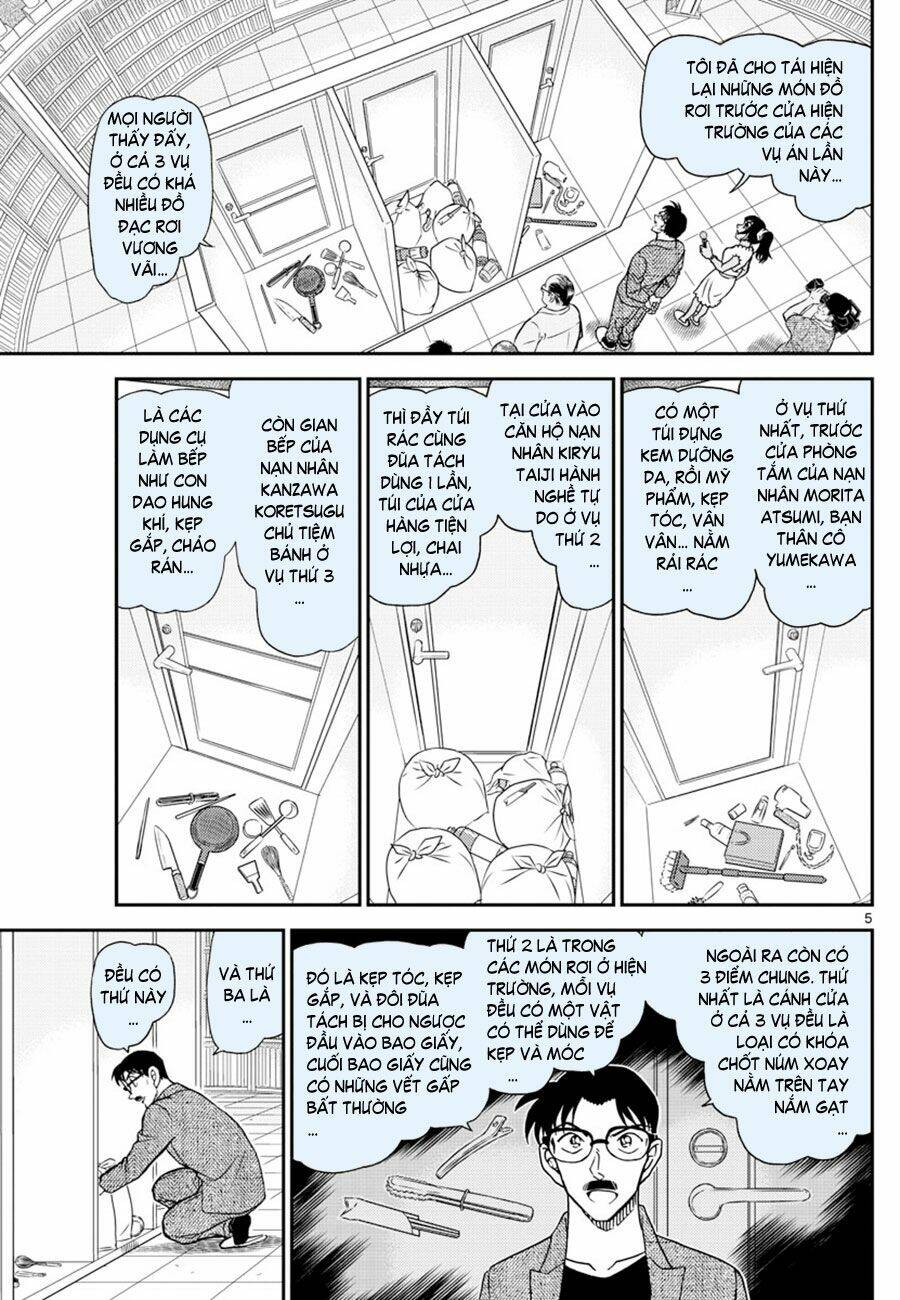 TÔI ĐÃ CHO TÁI HIỆN
LẠI NHỮNG MÓN ĐỒ
RƠI TRƯỚC CỬA HIỆN
TRƯỜNG CỦA CÁC
VỤ ÁN LẦN
NÀY...
MỌI NGƯỜI
THẤY ĐẤY,
Ở CẢ 3 VỤ
ĐỀU CÓ KHÁ
NHIỀU ĐỒ
ĐẠC RƠI
VƯƠNG
VÃI...
Ở VỤ THỨ
NHẤT, TRƯỚC
CỬA PHÒNG
TẮM CỦA NẠN
NHÂN MORITA
ATSUMI, BẠN
THÂN CÔ
YUMEKAWA
...
CÓ MỘT
TÚI ĐỰNG
KEM DƯỠNG
DA, RỒI MỸ
PHẨM, KẸP
TÓC, VÂN
VÂN... NẰM
RẢI RÁC
...
TẠI CỬA VÀO
CĂN HỘ NẠN
NHÂN KIRYU
TAIJI HÀNH
NGHỀ TỰ
DO Ở VỤ
THỨ 2
...
THÌ ĐẦY TÚI
RÁC CÙNG
ĐŨA TÁCH
DÙNG 1 LẦN,
TÚI CỦA CỬA
HÀNG TIỆN
LỢI, CHAI
NHỰA...
CÒN GIAN
BẾP CỦA
NẠN NHÂN
KANZAWA
KORETSUGU
CHỦ TIỆM
BÁNH Ở
VỤ THỨ 3
...
LÀ CÁC
DỤNG CỤ
LÀM BẾP
NHƯ CON
DAO HUNG
KHÍ, KẸP
GẮP, CHẢO
RÁN...
5
NGOÀI RA CÒN CÓ
3 ĐIỂM CHUNG. THỨ
NHẤT LÀ CÁNH CỬA
Ở CẢ 3 VỤ ĐỀU LÀ
LOẠI CÓ KHÓA
CHỐT NÚM XOAY
NẰM TRÊN TAY
NẮM GẠT
THỨ 2 LÀ TRONG
CÁC MÓN RƠI Ở HIỆN
TRƯỜNG, MỖI VỤ
ĐỀU CÓ MỘT VẬT
CÓ THỂ DÙNG ĐỂ
KẸP VÀ MÓC
...
ĐÓ LÀ KẸP TÓC, KẸP
GẮP, VÀ ĐÔI ĐŨA
TÁCH BỊ CHO NGƯỢC
ĐẦU VÀO BAO GIẤY,
CUỐI BAO GIẤY CŨNG
CÓ NHỮNG VẾT GẤP
BẤT THƯỜNG
...
VÀ THỨ
BA LÀ
...
ĐỀU CÓ
THỨ NÀY
...